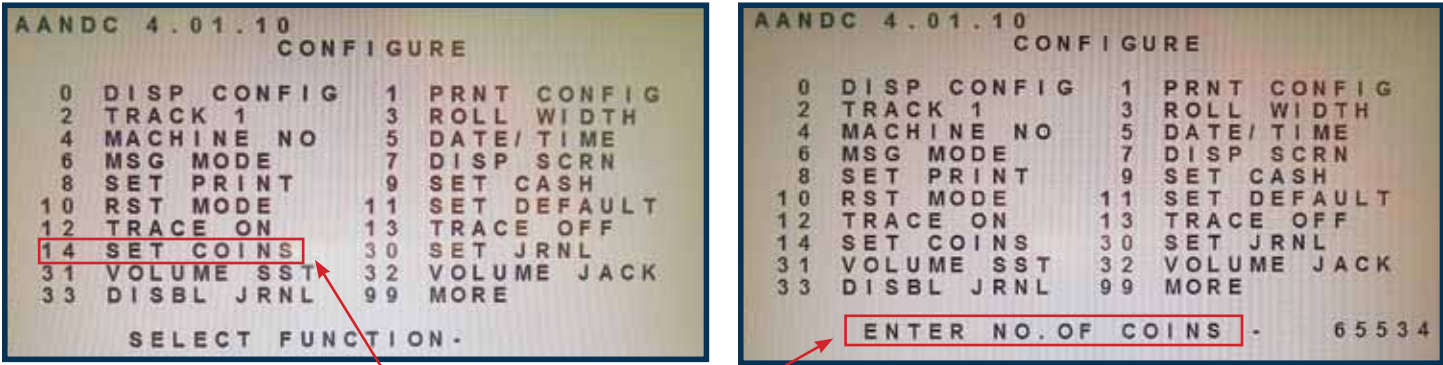 AANDC 4.01.10
CONFIGURE
0 DISP CONFIG 1 PRNT CONFIG
2 TRACK 1 3 ROLL WIDTH
4 MACHINE NO 5 DATE/TIME
6 MSG MODE 7 DISP SCRN
8 SET PRINT 9 SET CASH
10 RST MODE 11 SET DEFAULT
12 TRACE ON 13 TRACE OFF
14 SET COINS 30 SET JRNL
31 VOLUME SST 32 VOLUME JACK
33 DISBL JRNL 99 MORE
SELECT FUNCTION-
AANDC 4.01.10
CONFIGURE
0 DISP CONFIG 1 PRNT CONFIG
2 TRACK 1 3 ROLL WIDTH
4 MACHINE NO 5 DATE/TIME
6 MSG MODE 7 DISP SCRN
8 SET PRINT 9 SET CASH
10 RST MODE 11 SET DEFAULT
12 TRACE ON 13 TRACE OFF
14 SET COINS 30 SET JRNL
31 VOLUME SST 32 VOLUME JACK
33 DISBL JRNL 99 MORE
ENTER NO.OF COINS - 65534